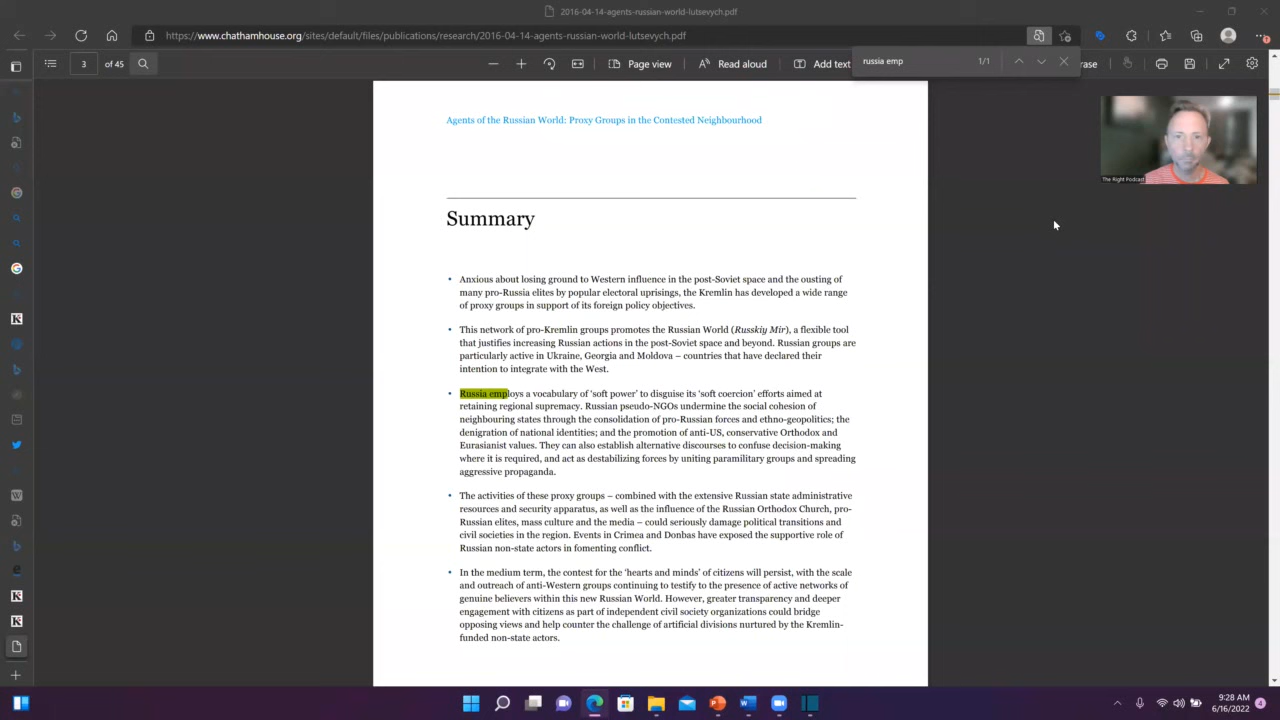 2016-04-14-agents-russian-world-lutsevych.pdf
https://www.chathamhouse.org/sites/default/files/publications/research/2016-04-14-agents-russian-world-lutsevych.pdf
3 of 45
Page view
Read aloud
Add text
rase
russia emp
1/1
Agents of the Russian World: Proxy Groups in the Contested Neighbourhood
The Right Podcast
Summary
• Anxious about losing ground to Western influence in the post-Soviet space and the ousting of
many pro-Russia elites by popular electoral uprisings, the Kremlin has developed a wide range
of proxy groups in support of its foreign policy objectives.
• This network of pro-Kremlin groups promotes the Russian World (Russkiy Mir), a flexible tool
that justifies increasing Russian actions in the post-Soviet space and beyond. Russian groups are
particularly active in Ukraine, Georgia and Moldova – countries that have declared their
intention to integrate with the West.
• Russia employs a vocabulary of ‘soft power’ to disguise its ‘soft coercion’ efforts aimed at
retaining regional supremacy. Russian pseudo-NGOs undermine the social cohesion of
neighbouring states through the consolidation of pro-Russian forces and ethno-geopolitics; the
denigration of national identities; and the promotion of anti-US, conservative Orthodox and
Eurasianist values. They can also establish alternative discourses to confuse decision-making
where it is required, and act as destabilizing forces by uniting paramilitary groups and spreading
aggressive propaganda.
• The activities of these proxy groups – combined with the extensive Russian state administrative
resources and security apparatus, as well as the influence of the Russian Orthodox Church, pro-
Russian elites, mass culture and the media – could seriously damage political transitions and
civil societies in the region. Events in Crimea and Donbas have exposed the supportive role of
Russian non-state actors in fomenting conflict.
• In the medium term, the contest for the ‘hearts and minds’ of citizens will persist, with the scale
and outreach of anti-Western groups continuing to testify to the presence of active networks of
genuine believers within this new Russian World. However, greater transparency and deeper
engagement with citizens as part of independent civil society organizations could bridge
opposing views and help counter the challenge of artificial divisions nurtured by the Kremlin-
funded non-state actors.
9:28 AM
6/16/2022